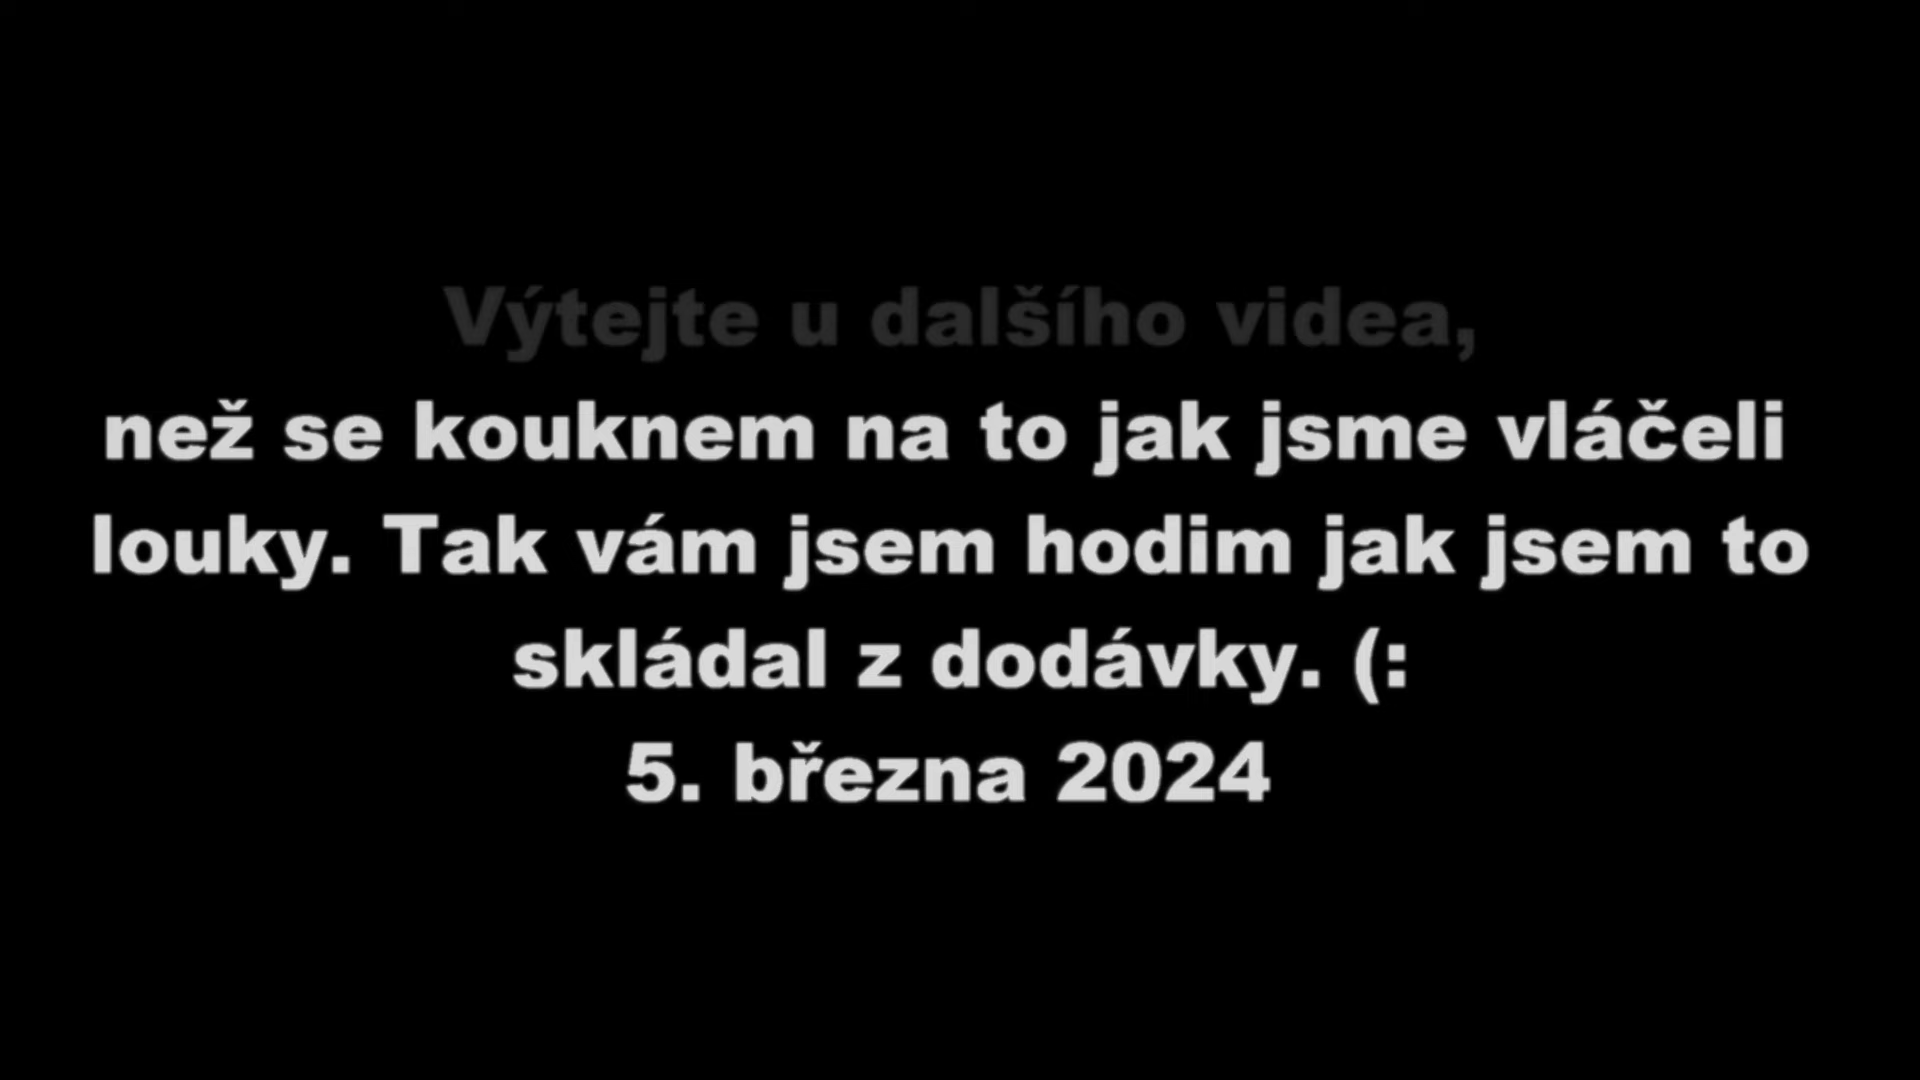 Výtejte u dalšího videa,
než se kouknem na to jak jsme vláčeli
louky. Tak vám jsem hodim jak jsem to
skládal z dodávky. (:
5. března 2024